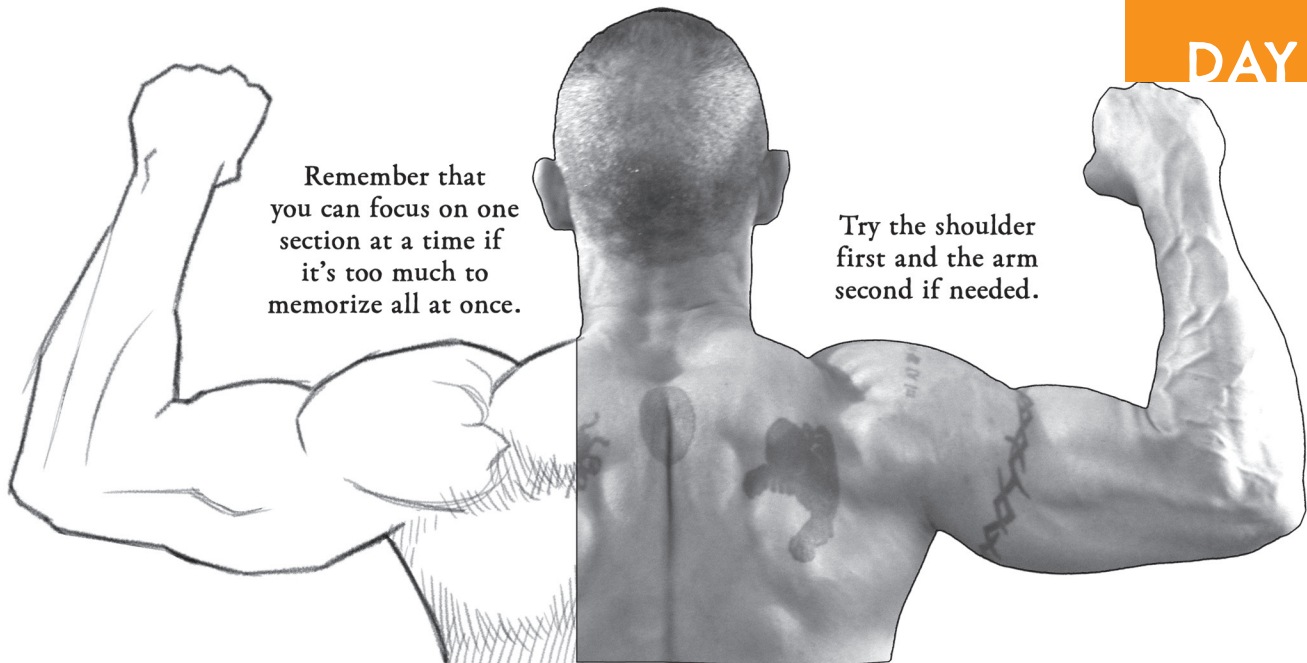 DAY
Remember that
you can focus on one
section at a time if
it's too much to
memorize all at once.
Try the shoulder
first and the arm
second if needed.